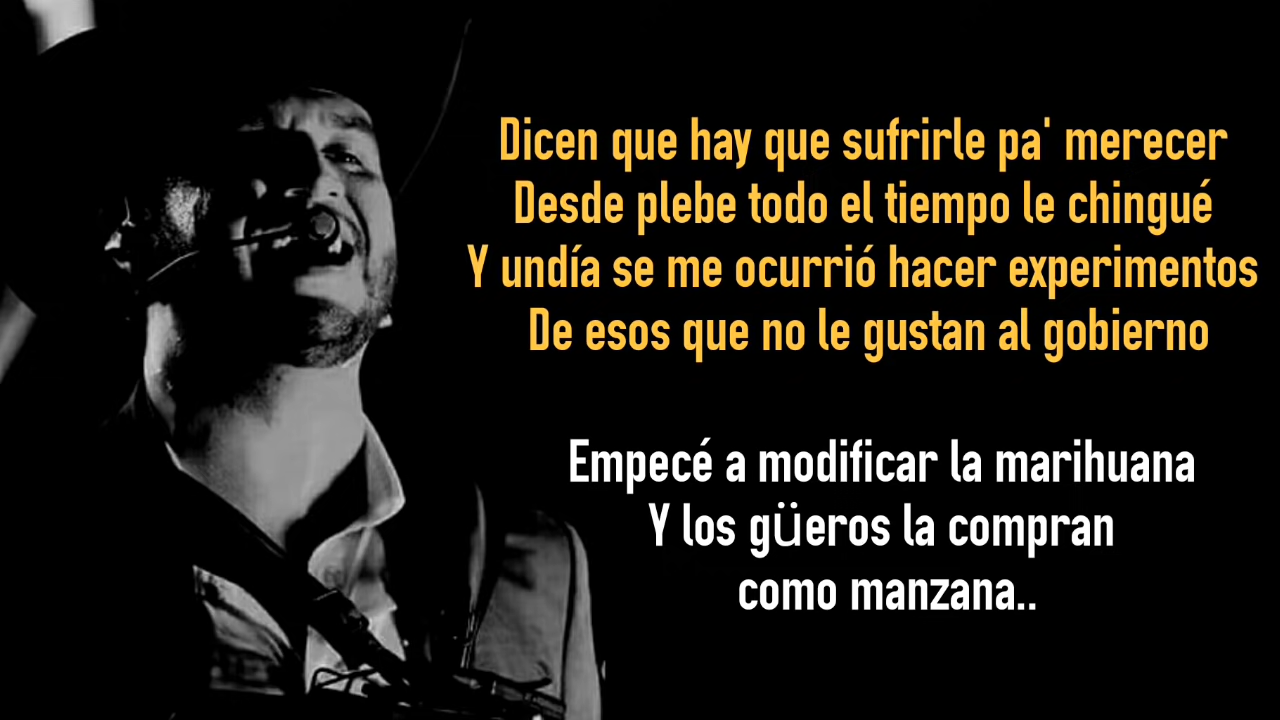 Dicen que hay que sufrirle pa' merecer
Desde plebe todo el tiempo le chingué
Y undía se me ocurrió hacer experimentos
De esos que no le gustan al gobierno
Empecé a modificar la marihuana
Y los güeros la compran
como manzana..